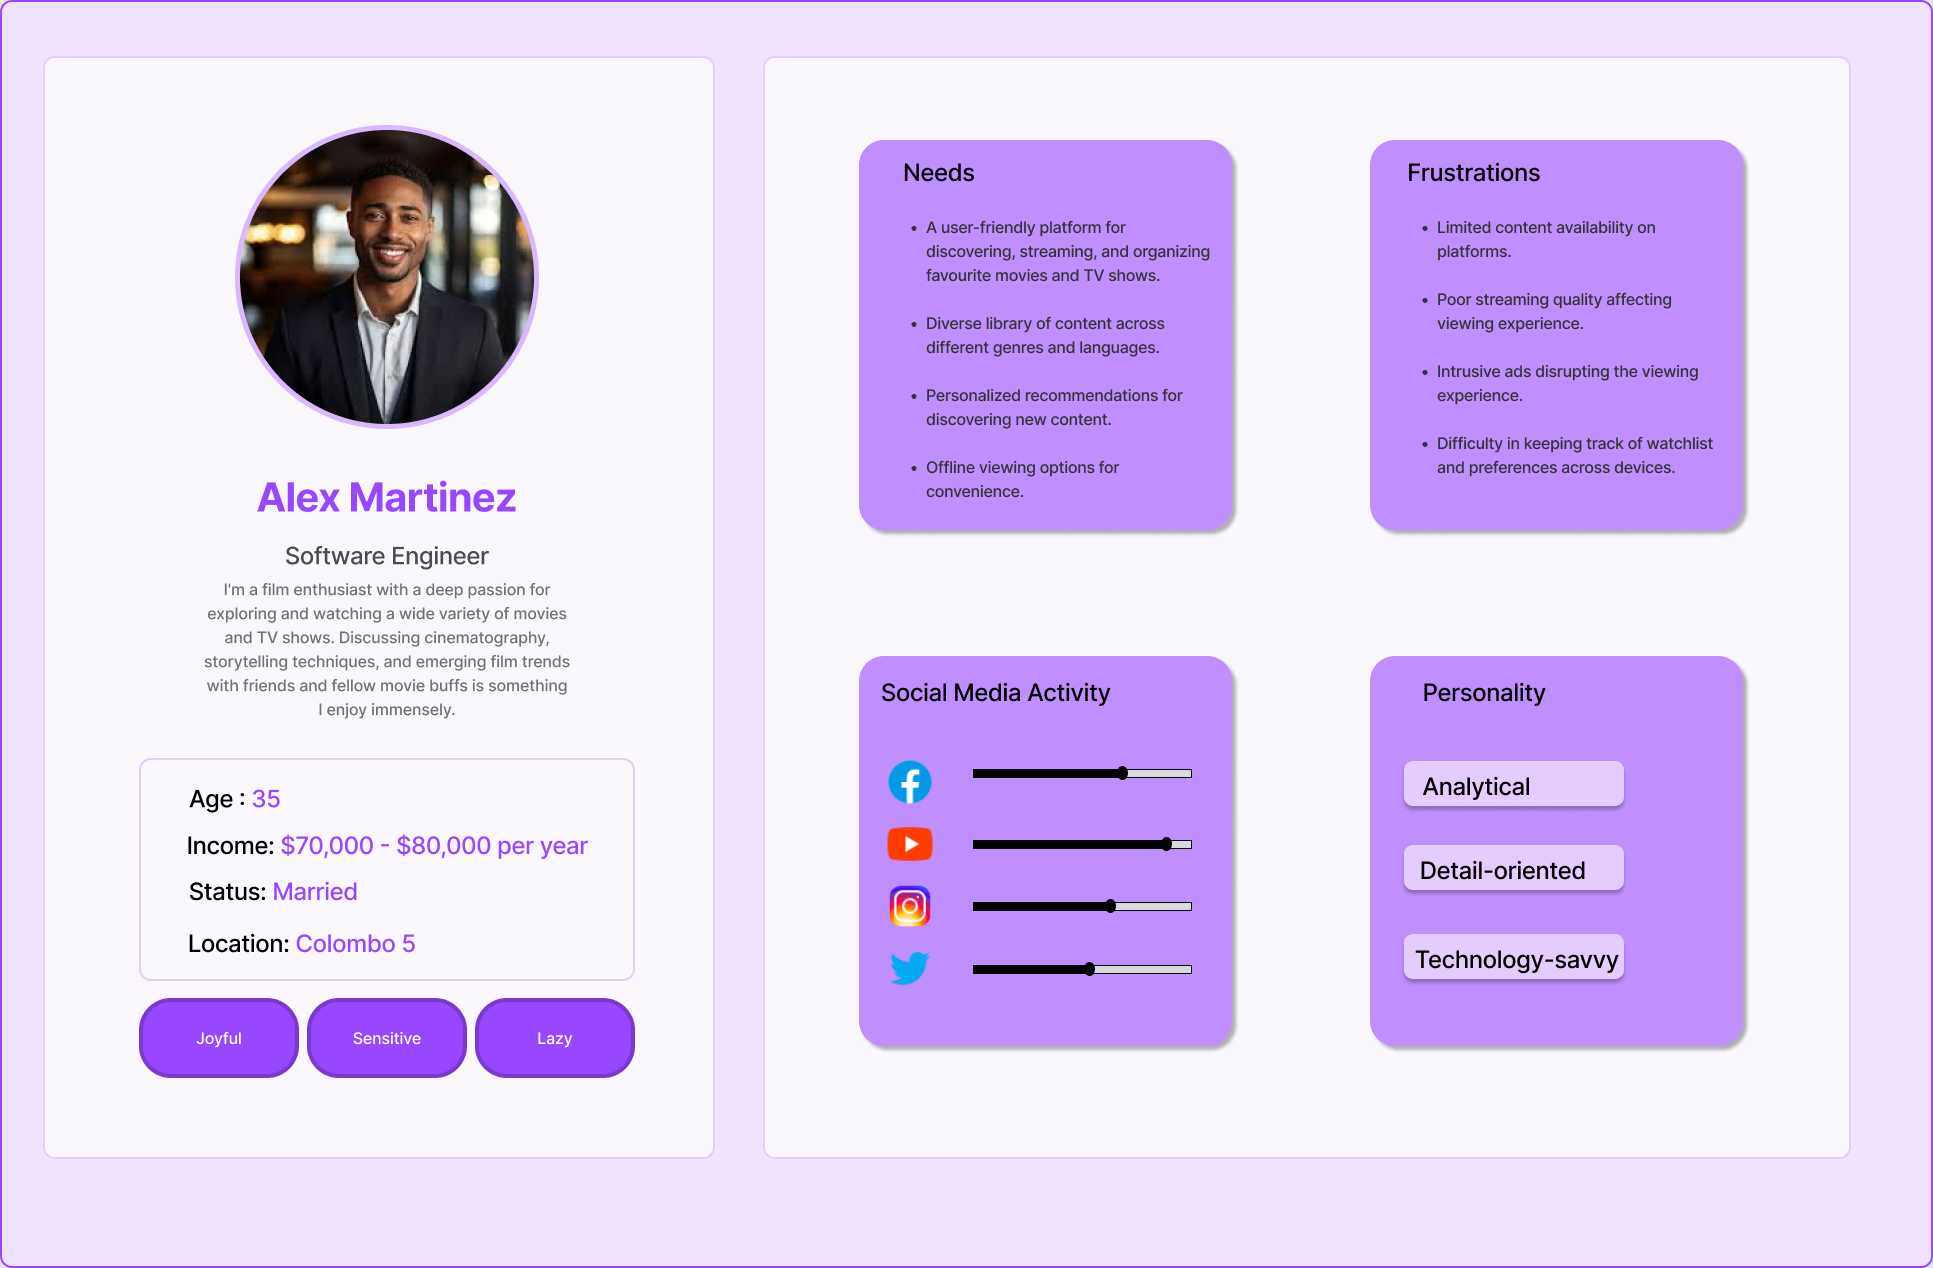 Alex Martinez
Software Engineer
I'm a film enthusiast with a deep passion for
exploring and watching a wide variety of movies
and TV shows. Discussing cinematography,
storytelling techniques, and emerging film trends
with friends and fellow movie buffs is something
I enjoy immensely.
Age : 35
Income: $70,000 - $80,000 per year
Status: Married
Location: Colombo 5
Joyful
Sensitive
Lazy
Needs
• A user-friendly platform for
discovering, streaming, and organizing
favourite movies and TV shows.
• Diverse library of content across
different genres and languages.
• Personalized recommendations for
discovering new content.
• Offline viewing options for
convenience.
Frustrations
• Limited content availability on
platforms.
• Poor streaming quality affecting
viewing experience.
• Intrusive ads disrupting the viewing
experience.
• Difficulty in keeping track of watchlist
and preferences across devices.
Social Media Activity
Personality
Analytical
Detail-oriented
Technology-savvy